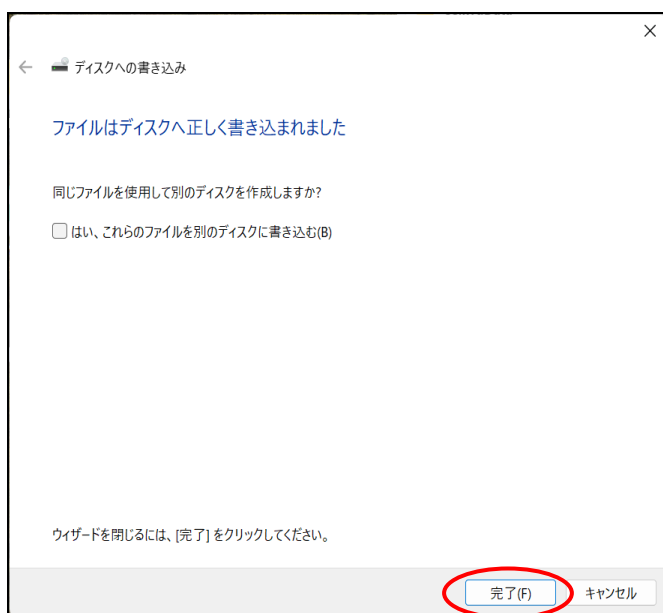 ディスクへの書き込み
ファイルはディスクへ正しく書き込まれました
同じファイルを使用して別のディスクを作成しますか?
はい、これらのファイルを別のディスクに書き込む(B)
ウィザードを閉じるには、[完了] をクリックしてください。
完了(F) キャンセル